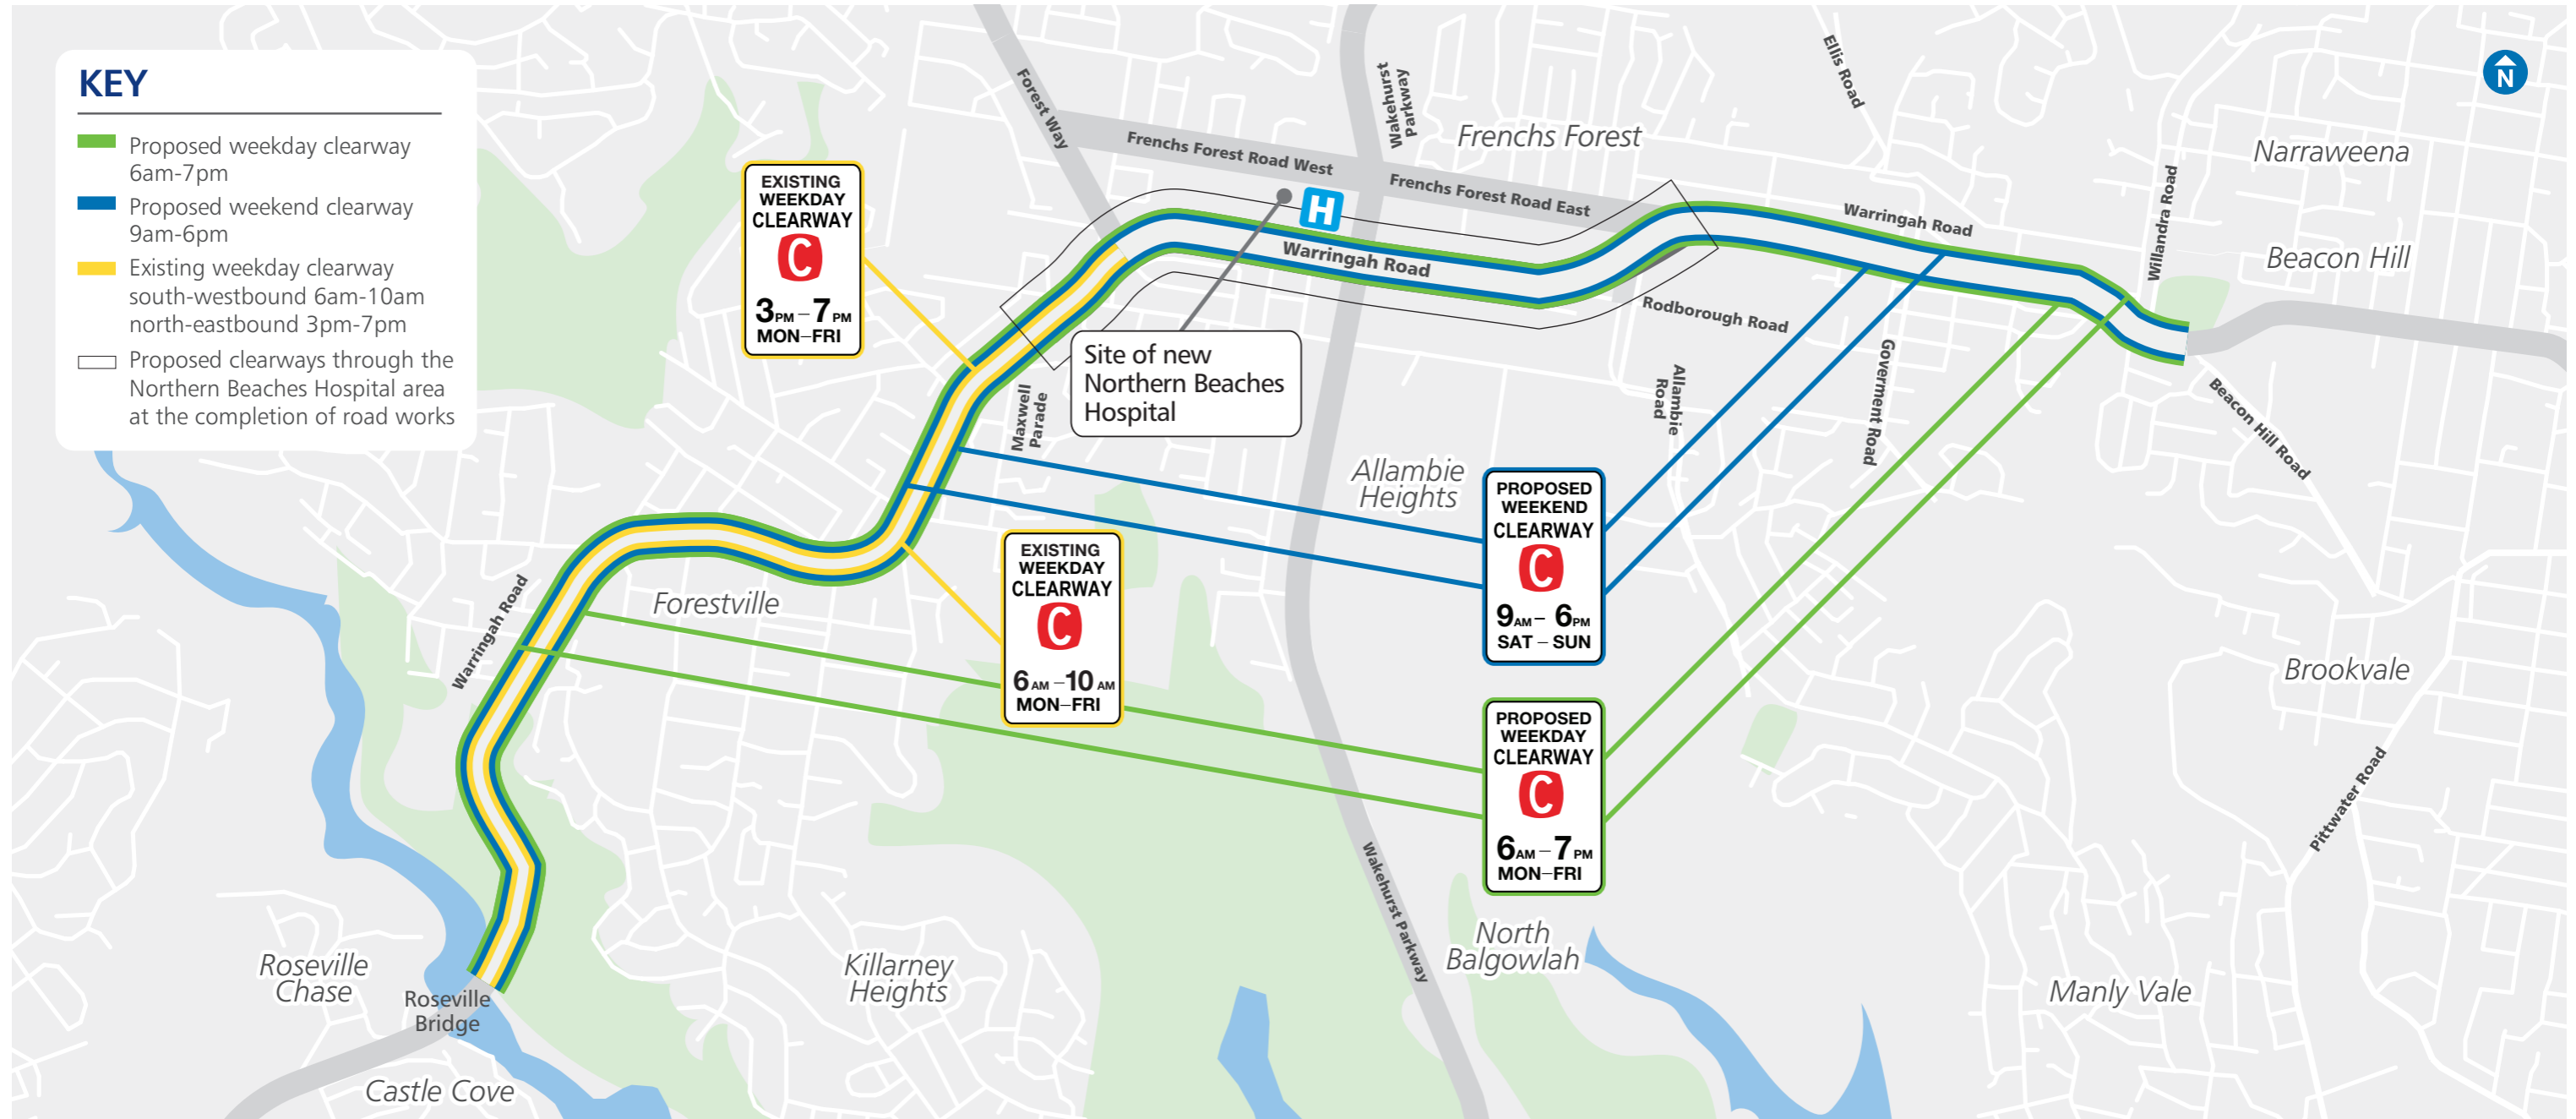 KEY
Proposed weekday clearway
6am-7pm
Proposed weekend clearway
9am-6pm
Existing weekday clearway
south-westbound 6am-10am
north-eastbound 3pm-7pm
Proposed clearways through the
Northern Beaches Hospital area
at the completion of road works
EXISTING
WEEKDAY
CLEARWAY
C
3PM–7PM
MON–FRI
Forest Way
Frenchs Forest Road West
Wakehurst
Parkway
Frenchs Forest
Frenchs Forest Road East
H
Warringah Road
Ellis Road
Warringah Road
Willandra Road
N
Narraweena
Beacon Hill
Site of new
Northern Beaches
Hospital
Rodborough Road
Maxwell
Parade
Allambie
Road
Government Road
Beacon Hill Road
Allambie
Heights
PROPOSED
WEEKEND
CLEARWAY
C
9AM– 6PM
SAT – SUN
EXISTING
WEEKDAY
CLEARWAY
C
6AM–10AM
MON–FRI
Warringah Road
Forestville
PROPOSED
WEEKDAY
CLEARWAY
C
6AM–7PM
MON–FRI
Brookvale
Pittwater Road
Wakehurst Parkway
North
Balgowlah
Manly Vale
Killarney
Heights
Roseville
Chase
Roseville
Bridge
Castle Cove